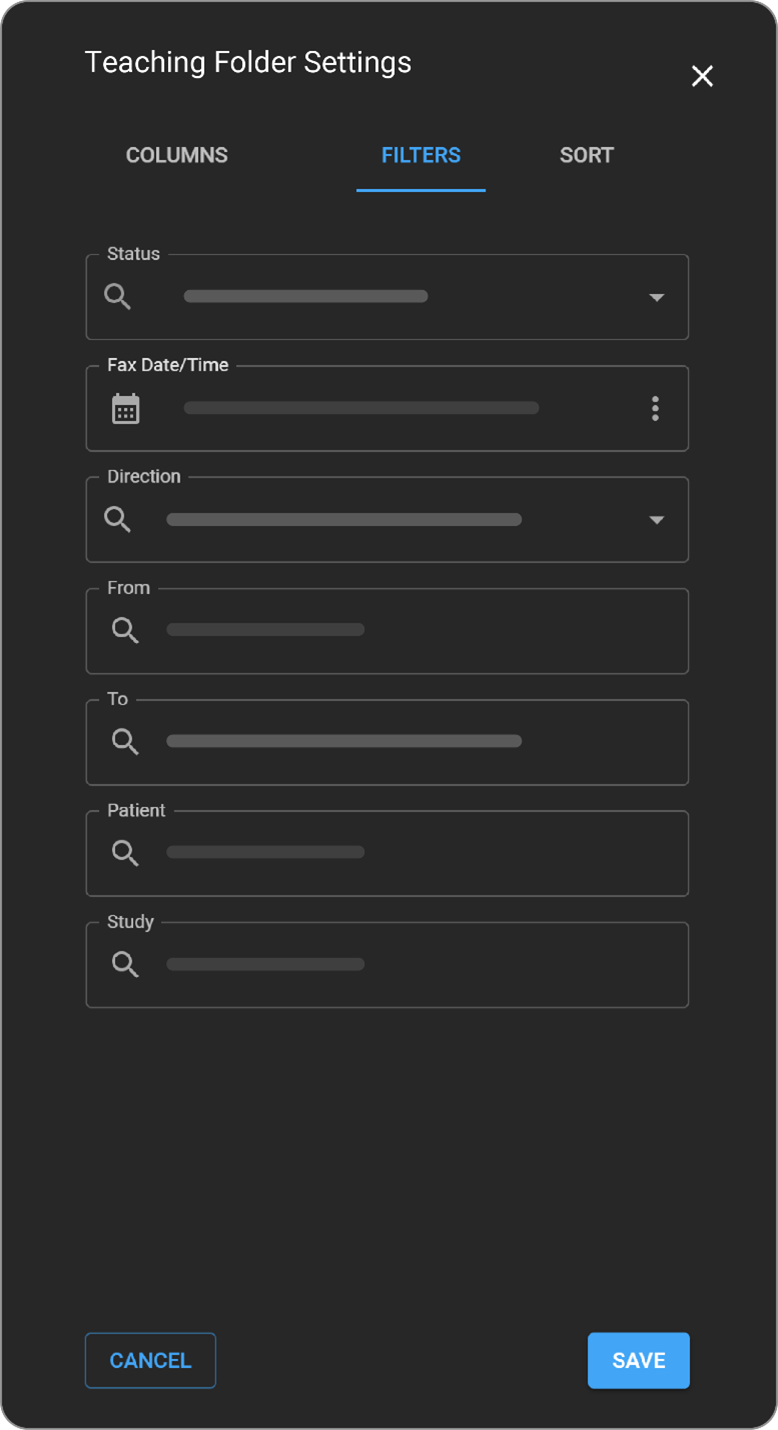 Teaching Folder Settings
COLUMNS FILTERS SORT
Status
Fax Date/Time
Direction
From
To
Patient
Study
CANCEL SAVE